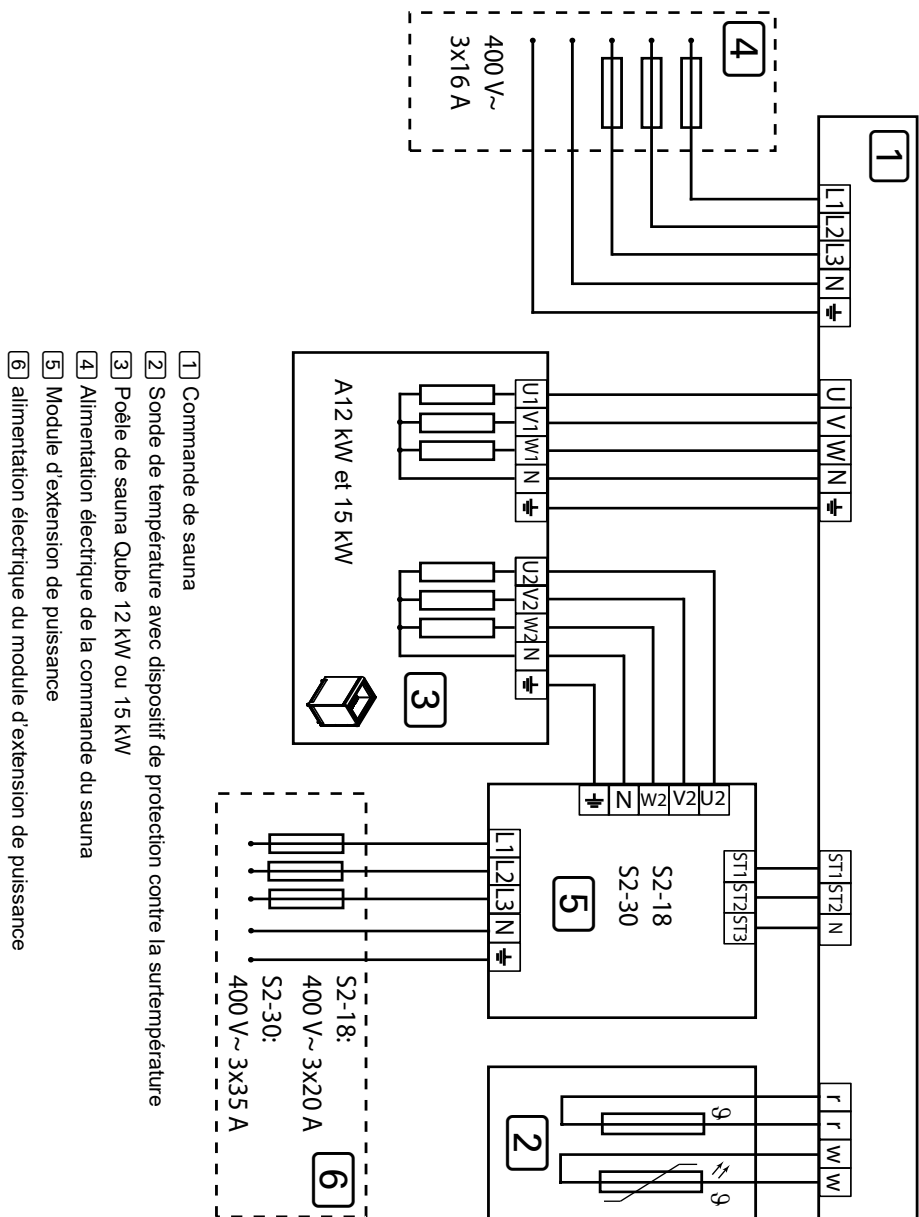 1
L1 L2 L3 N
U V W N
ST1 ST2 N
r r w w
4
400 V~
3x16 A
U1 V1 W1 N
U2 V2 W2 N
A12 kW et 15 kW
3
N W2 V2 U2
ST1 ST2 ST3
S2-18
S2-30
5
L1 L2 L3 N
ϑ
ϑ
2
S2-18:
400 V~ 3x20 A
S2-30:
400 V~ 3x35 A
6
1 Commande de sauna
2 Sonde de température avec dispositif de protection contre la surtempérature
3 Poêle de sauna Qube 12 kW ou 15 kW
4 Alimentation électrique de la commande du sauna
5 Module d'extension de puissance
6 alimentation électrique du module d'extension de puissance